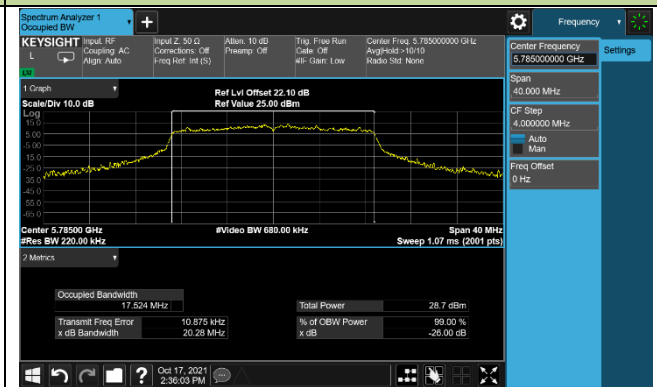 Spectrum Analyzer 1
Occupied BW
+
Frequency
KEYSIGHT
L
LXI
Input: RF
Coupling: AC
Align: Auto
Input Z: 50 Ω
Corrections: Off
Freq Ref: Int (S)
Atten: 10 dB
Preamp: Off
Trig: Free Run
Gate: Off
#IF Gain: Low
Center Freq: 5.785000000 GHz
Avg|Hold:>10/10
Radio Std: None
Center Frequency
5.785000000 GHz
Settings
Span
40.000 MHz
CF Step
4.000000 MHz
Auto
Man
Freq Offset
0 Hz
1 Graph
Scale/Div 10.0 dB
Ref Lvl Offset 22.10 dB
Ref Value 25.00 dBm
Log
15.0
5.00
-5.00
-15.0
-25.0
-35.0
-45.0
-55.0
-65.0
Center 5.78500 GHz
#Res BW 220.00 kHz
#Video BW 680.00 kHz
Span 40 MHz
Sweep 1.07 ms (2001 pts)
2 Metrics
Occupied Bandwidth
17.524 MHz
Total Power 28.7 dBm
Transmit Freq Error 10.875 kHz
% of OBW Power 99.00 %
x dB Bandwidth 20.28 MHz
x dB -26.00 dB
?
Oct 17, 2021
2:36:03 PM